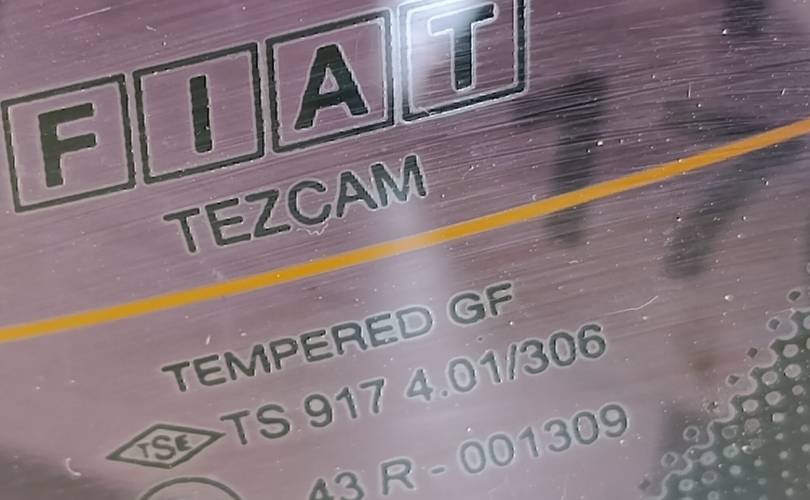 FIAT
TEZCAM
TEMPERED GF
TSE TS 917 4.01/306
43 R - 001309